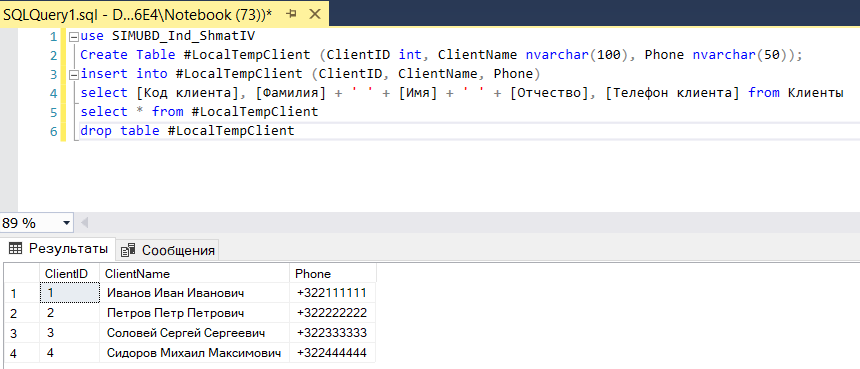 SQLQuery1.sql - D...6E4\Notebook (73))*
1 use SIMUBD_Ind_ShmatIV
2 Create Table #LocalTempClient (ClientID int, ClientName nvarchar(100), Phone nvarchar(50));
3 insert into #LocalTempClient (ClientID, ClientName, Phone)
4 select [Код клиента], [Фамилия] + ' ' + [Имя] + ' ' + [Отчество], [Телефон клиента] from Клиенты
5 select * from #LocalTempClient
6 drop table #LocalTempClient
89 %
Результаты Сообщения
ClientID ClientName Phone
1 1 Иванов Иван Иванович +322111111
2 2 Петров Петр Петрович +322222222
3 3 Соловей Сергей Сергеевич +322333333
4 4 Сидоров Михаил Максимович +322444444